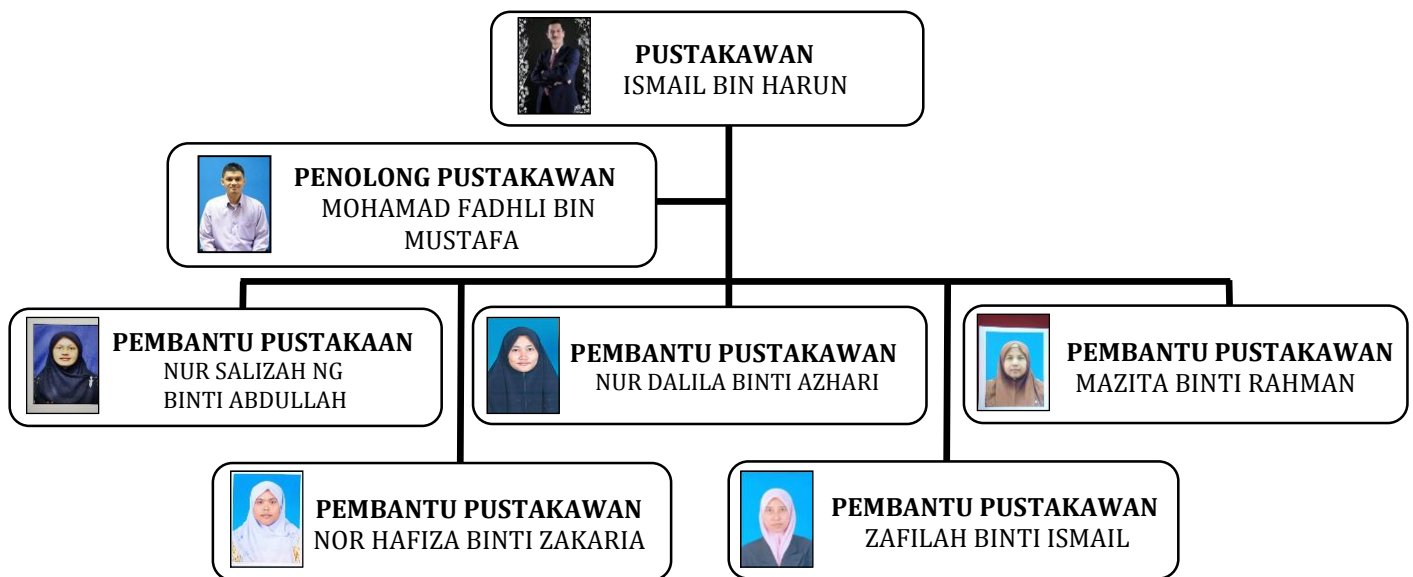 PUSTAKAWAN
ISMAIL BIN HARUN
PENOLONG PUSTAKAWAN
MOHAMAD FADHLI BIN
MUSTAFA
PEMBANTU PUSTAKAAN
NUR SALIZAH NG
BINTI ABDULLAH
PEMBANTU PUSTAKAWAN
NUR DALILA BINTI AZHARI
PEMBANTU PUSTAKAWAN
MAZITA BINTI RAHMAN
PEMBANTU PUSTAKAWAN
NOR HAFIZA BINTI ZAKARIA
PEMBANTU PUSTAKAWAN
ZAFILAH BINTI ISMAIL